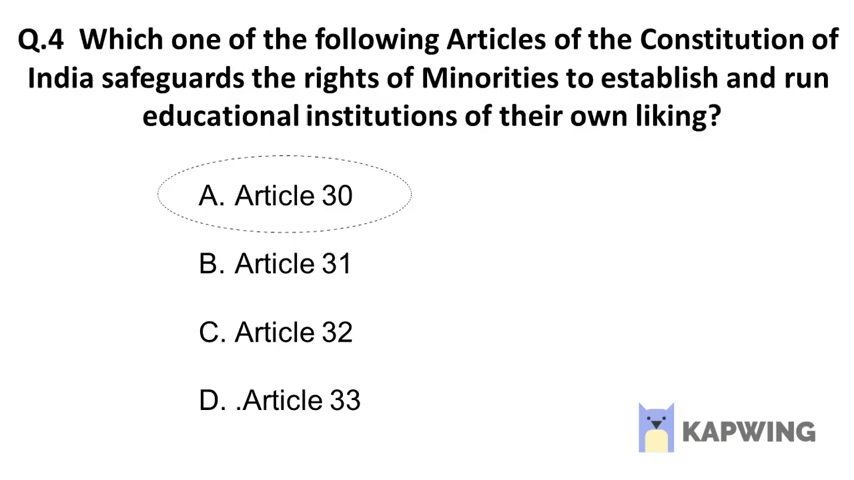 Q.4 Which one of the following Articles of the Constitution of
India safeguards the rights of Minorities to establish and run
educational institutions of their own liking?
A. Article 30
B. Article 31
C. Article 32
D. .Article 33
KAPWING